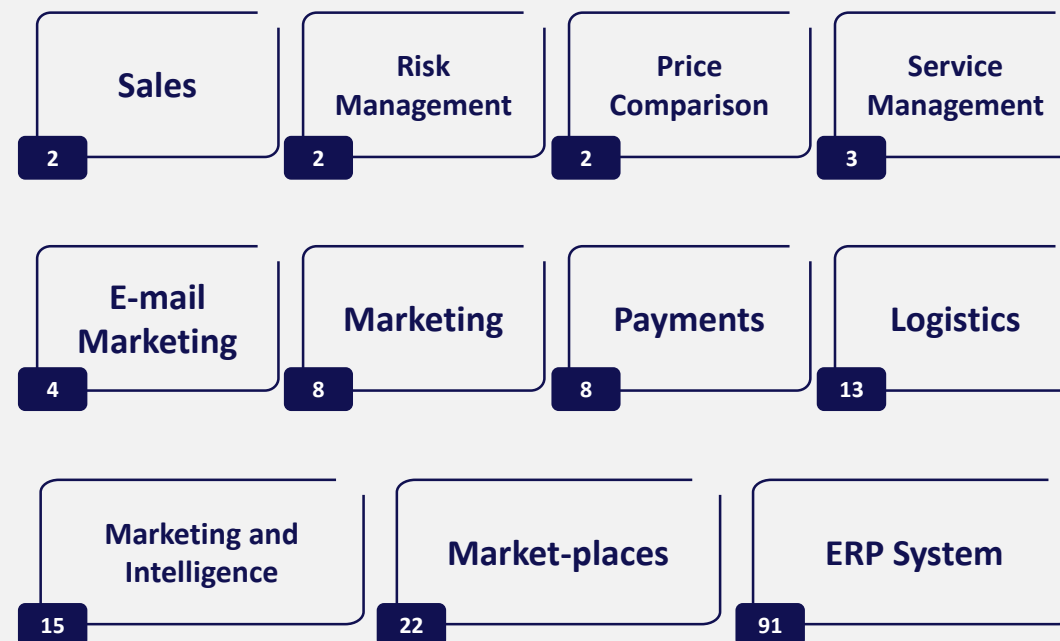 Sales
2
Risk
Management
2
Price
Comparison
2
Service
Management
3
E-mail
Marketing
4
Marketing
8
Payments
8
Logistics
13
Marketing and
Intelligence
15
Market-places
22
ERP System
91